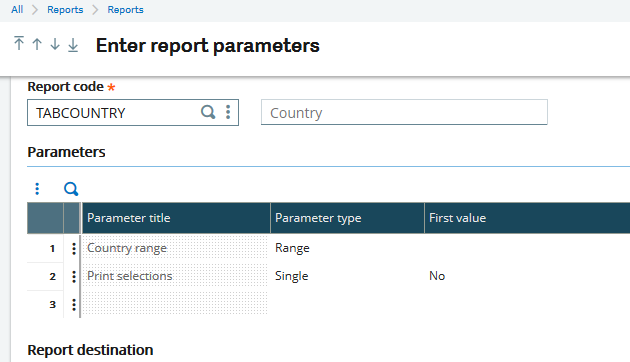 All > Reports > Reports
Enter report parameters
Report code *
TABCOUNTRY Country
Parameters
Parameter title Parameter type First value
1 Country range Range
2 Print selections Single No
3
Report destination